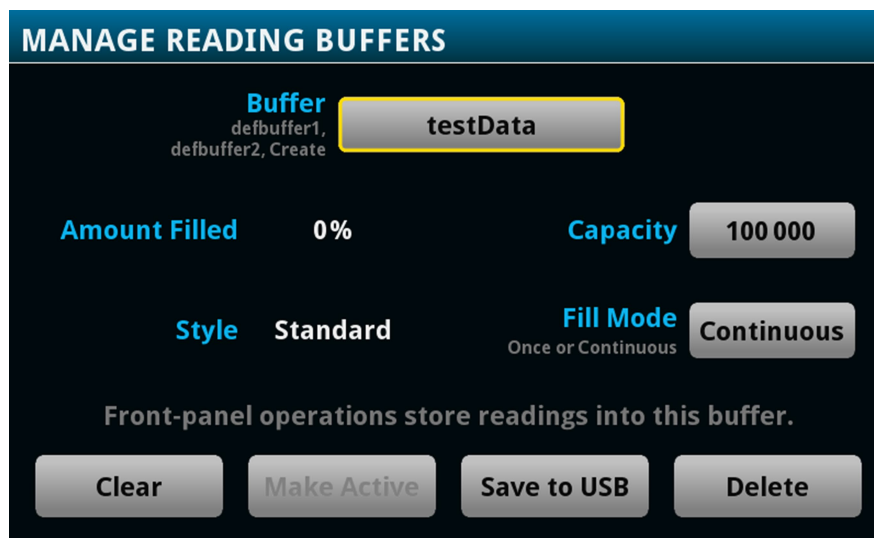 MANAGE READING BUFFERS
Buffer
defbuffer1,
defbuffer2, Create
testData
Amount Filled 0% Capacity 100 000
Style Standard Fill Mode
Once or Continuous
Continuous
Front-panel operations store readings into this buffer.
Clear Make Active Save to USB Delete